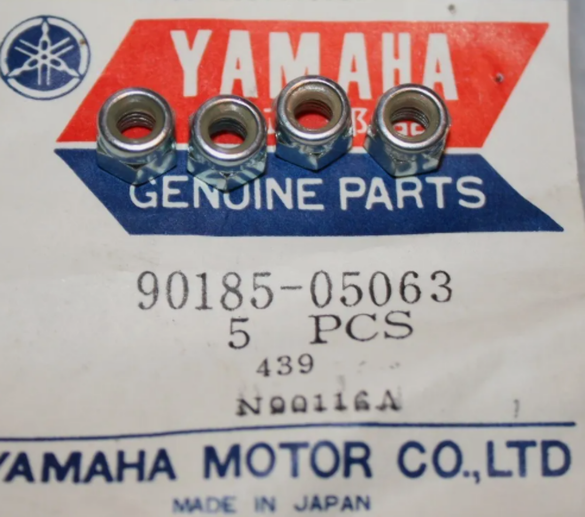 YAMAHA
GENUINE PARTS
90185-05063
5 PCS
439
N90116A
YAMAHA MOTOR CO.,LTD
MADE IN JAPAN